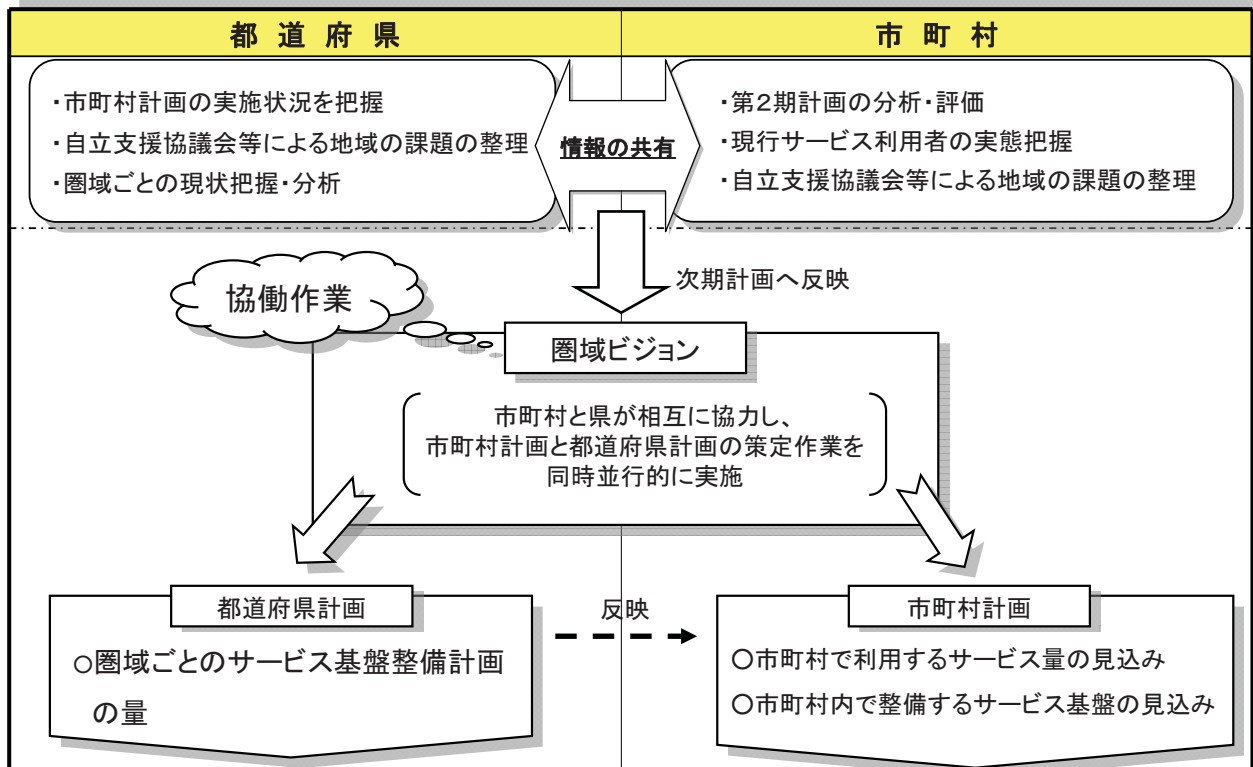 都道府県
市町村
・市町村計画の実施状況を把握
・自立支援協議会等による地域の課題の整理
・圏域ごとの現状把握・分析
情報の共有
・第2期計画の分析・評価
・現行サービス利用者の実態把握
・自立支援協議会等による地域の課題の整理
次期計画へ反映
協働作業
圏域ビジョン
市町村と県が相互に協力し、
市町村計画と都道府県計画の策定作業を
同時並行的に実施
都道府県計画
○圏域ごとのサービス基盤整備計画
の量
反映
市町村計画
○市町村で利用するサービス量の見込み
○市町村内で整備するサービス基盤の見込み